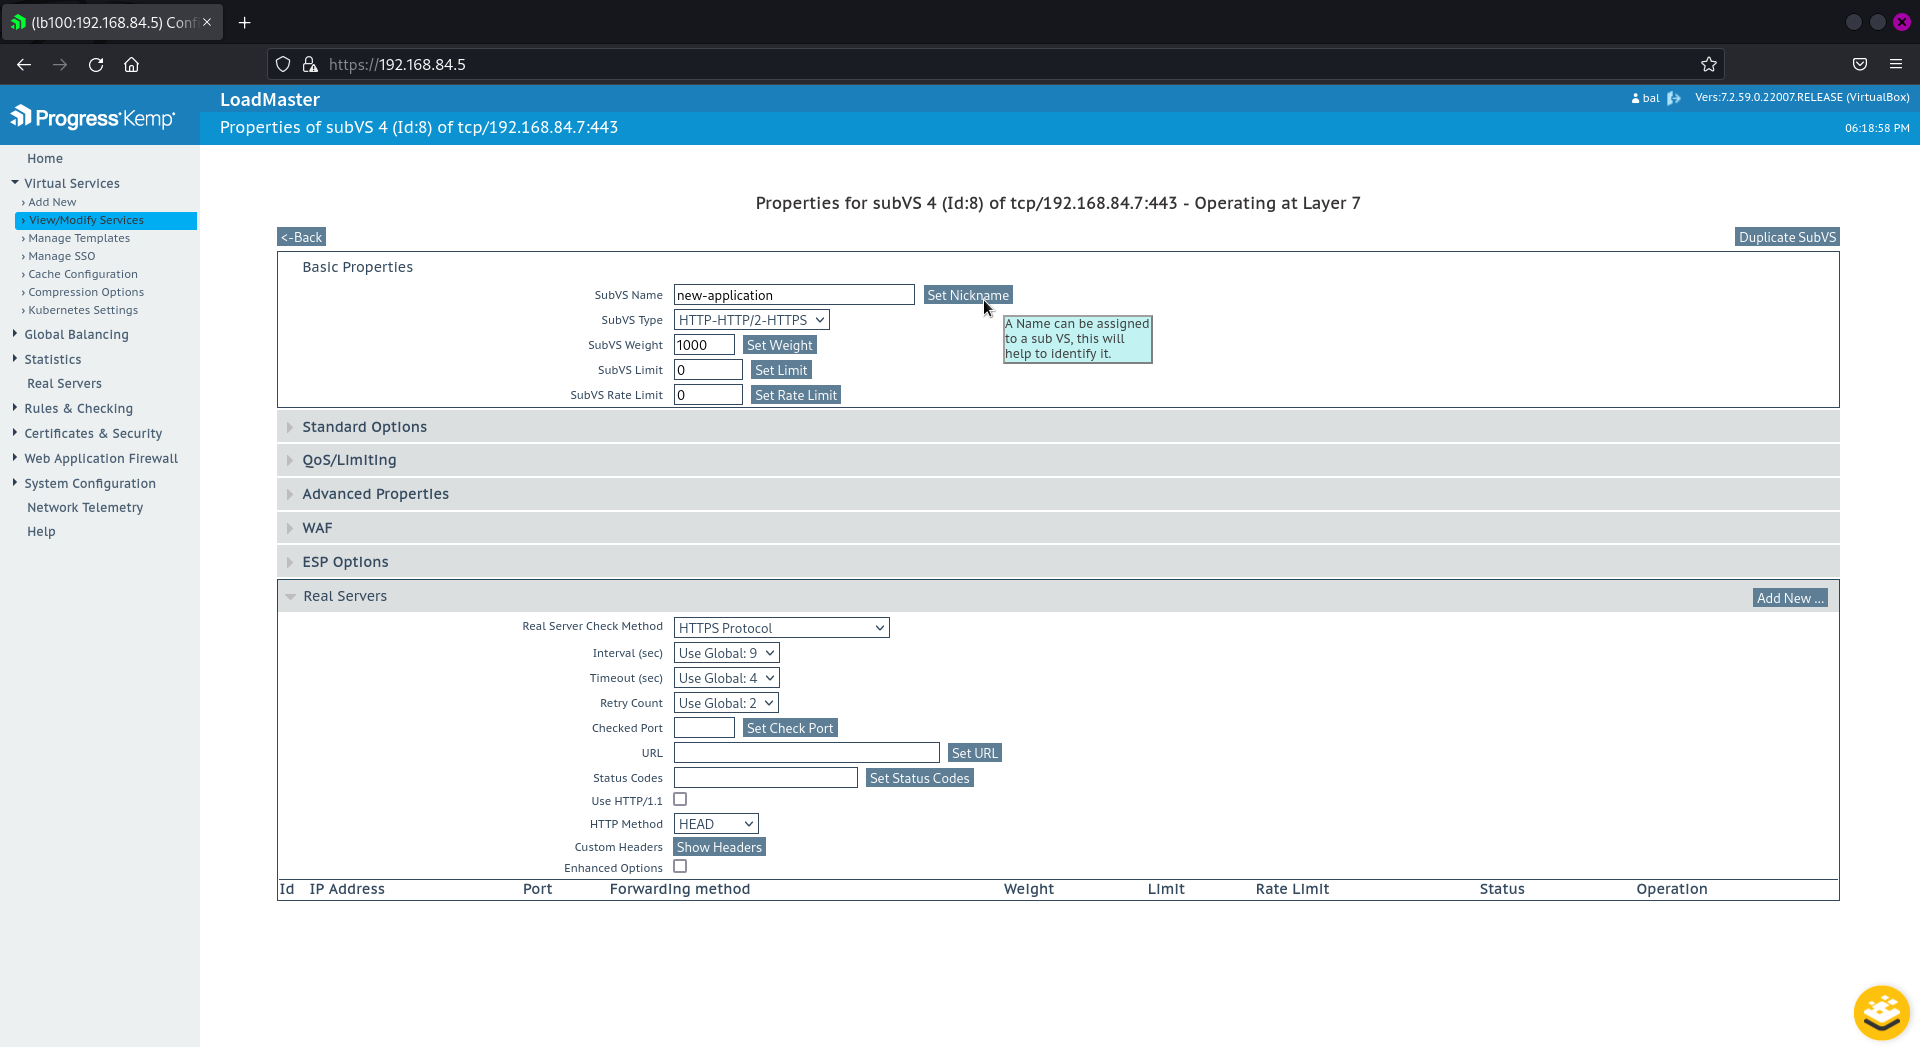 (lb100:192.168.84.5) Conf
https://192.168.84.5
Progress Kemp
LoadMaster
Properties of subVS 4 (Id:8) of tcp/192.168.84.7:443
bal
Vers:7.2.59.0.22007.RELEASE (VirtualBox)
06:18:58 PM
Home
Virtual Services
› Add New
› View/Modify Services
› Manage Templates
› Manage SSO
› Cache Configuration
› Compression Options
› Kubernetes Settings
Global Balancing
Statistics
Real Servers
Rules & Checking
Certificates & Security
Web Application Firewall
System Configuration
Network Telemetry
Help
Properties for subVS 4 (Id:8) of tcp/192.168.84.7:443 - Operating at Layer 7
<-Back
Duplicate SubVS
Basic Properties
SubVS Name new-application Set Nickname
SubVS Type HTTP-HTTP/2-HTTPS
SubVS Weight 1000 Set Weight
SubVS Limit 0 Set Limit
SubVS Rate Limit 0 Set Rate Limit
A Name can be assigned
to a sub VS, this will
help to identify it.
Standard Options
QoS/Limiting
Advanced Properties
WAF
ESP Options
Real Servers
Add New ...
Real Server Check Method HTTPS Protocol
Interval (sec) Use Global: 9
Timeout (sec) Use Global: 4
Retry Count Use Global: 2
Checked Port Set Check Port
URL Set URL
Status Codes Set Status Codes
Use HTTP/1.1
HTTP Method HEAD
Custom Headers Show Headers
Enhanced Options
Id IP Address Port Forwarding method Weight Limit Rate Limit Status Operation